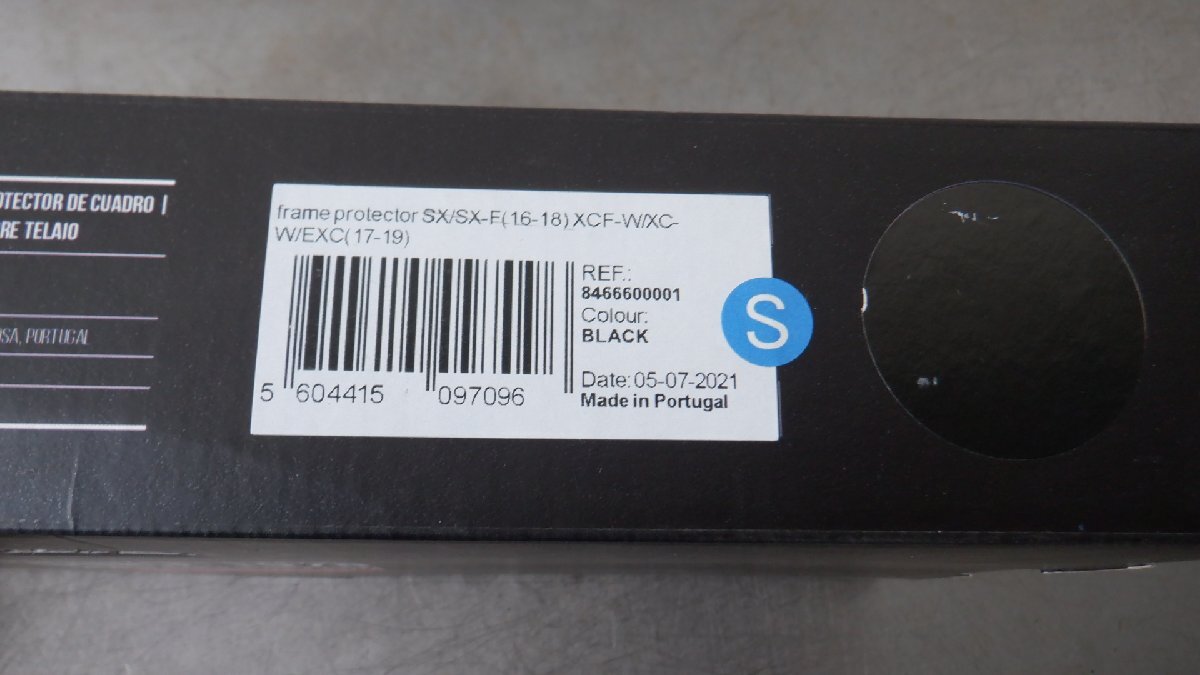 OTECTOR DE CUADRO |
RE TELAIO
OSA, PORTUGAL
frame protector SX/SX-F(16-18) XCF-W/XC-
W/EXC(17-19)
REF.:
8466600001
Colour:
BLACK
S
Date: 05-07-2021
Made in Portugal
5 604415 097096